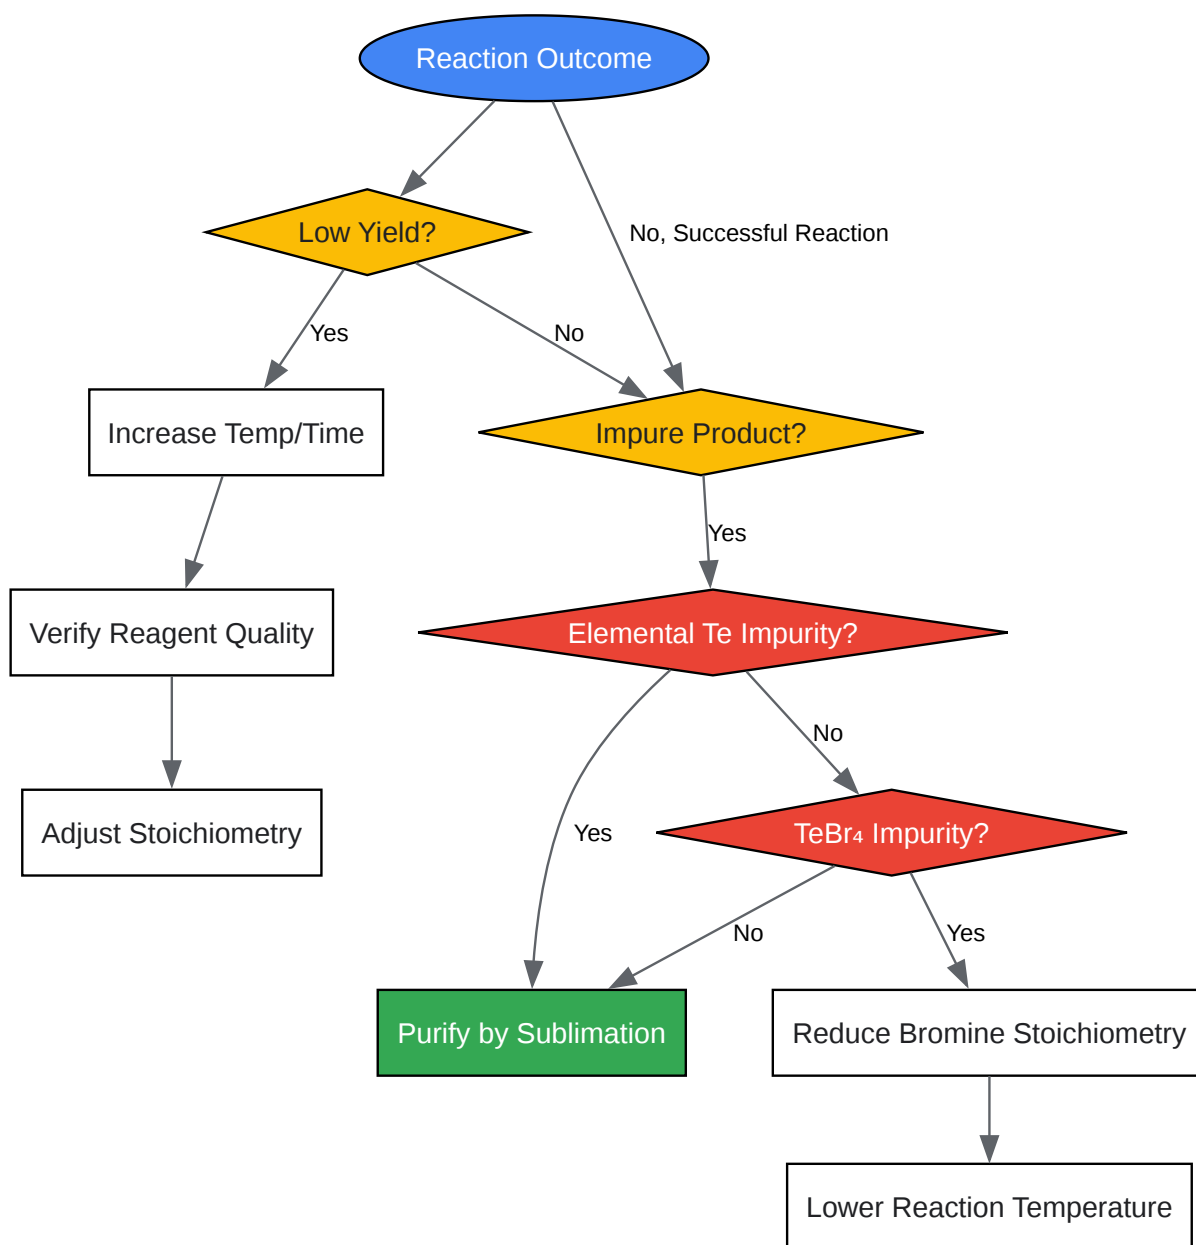 Reaction Outcome
Low Yield?
No, Successful Reaction
Yes
No
Increase Temp/Time
Impure Product?
Yes
Verify Reagent Quality
Elemental Te Impurity?
No
Adjust Stoichiometry
Yes
TeBr₄ Impurity?
No
Yes
Purify by Sublimation
Reduce Bromine Stoichiometry
Lower Reaction Temperature